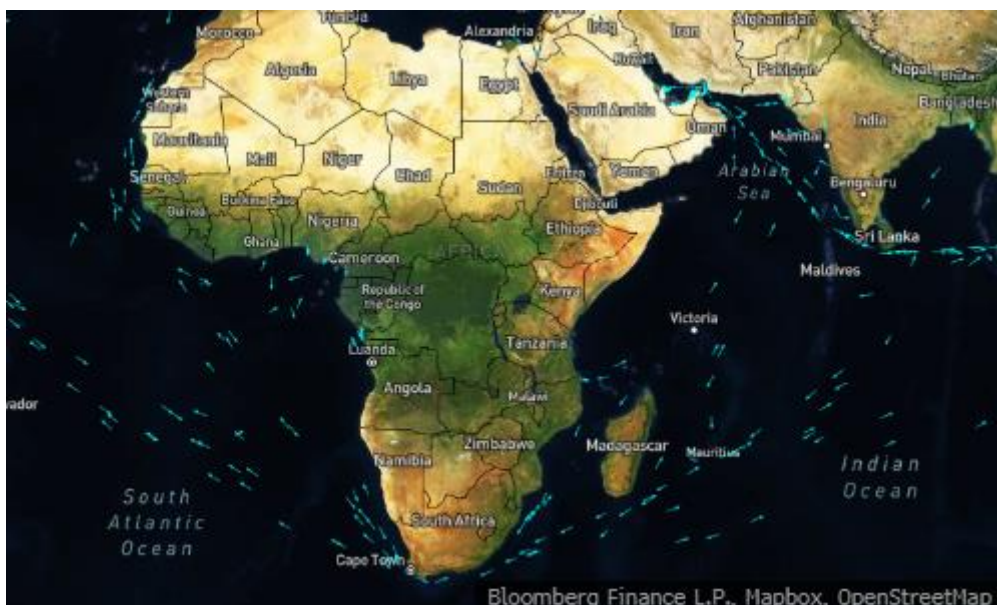 Tunisia
Alexandria
Morocco
Iraq
Iran
Afghanistan
Algeria
Libya
Egypt
Kuwait
Pakistan
Nepal
Bhutan
Western
Sahara
Saudi Arabia
Bangladesh
Mauritania
Oman
Mumbai
India
Mali
Niger
Chad
Sudan
Eritrea
Yemen
Arabian
Sea
Senegal
Bengaluru
Burkina Faso
Djibouti
Guinea
Nigeria
Ethiopia
Ghana
AFRICA
Sri Lanka
Cameroon
Maldives
Republic of
the Congo
Kenya
Victoria
Luanda
Tanzania
Angola
Malawi
vador
Zimbabwe
Madagascar
Mauritius
Namibia
Indian
Ocean
South
Atlantic
Ocean
South Africa
Cape Town
Bloomberg Finance L.P., Mapbox, OpenStreetMap